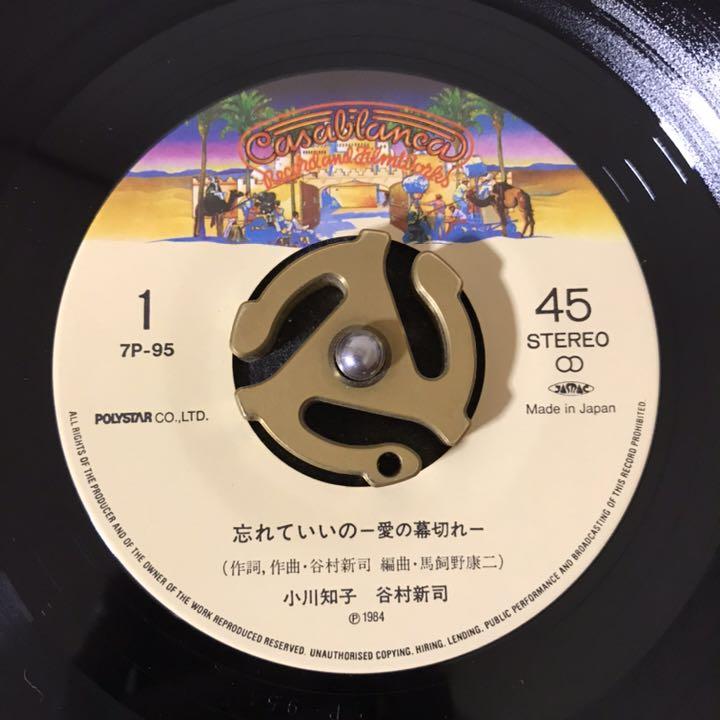 Casablanca
Record and FilmWorks
1
7P-95
45
STEREO
JASRAC
Made in Japan
POLYSTAR CO.,LTD.
忘れていいの－愛の幕切れ－
(作詞,作曲・谷村新司 編曲・馬飼野康二)
小川知子 谷村新司
Ⓟ1984
ALL RIGHTS OF THE PRODUCER AND OF THE OWNER OF THE WORK REPRODUCED RESERVED. UNAUTHORISED COPYING, HIRING, LENDING, PUBLIC PERFORMANCE AND BROADCASTING OF THIS RECORD PROHIBITED.